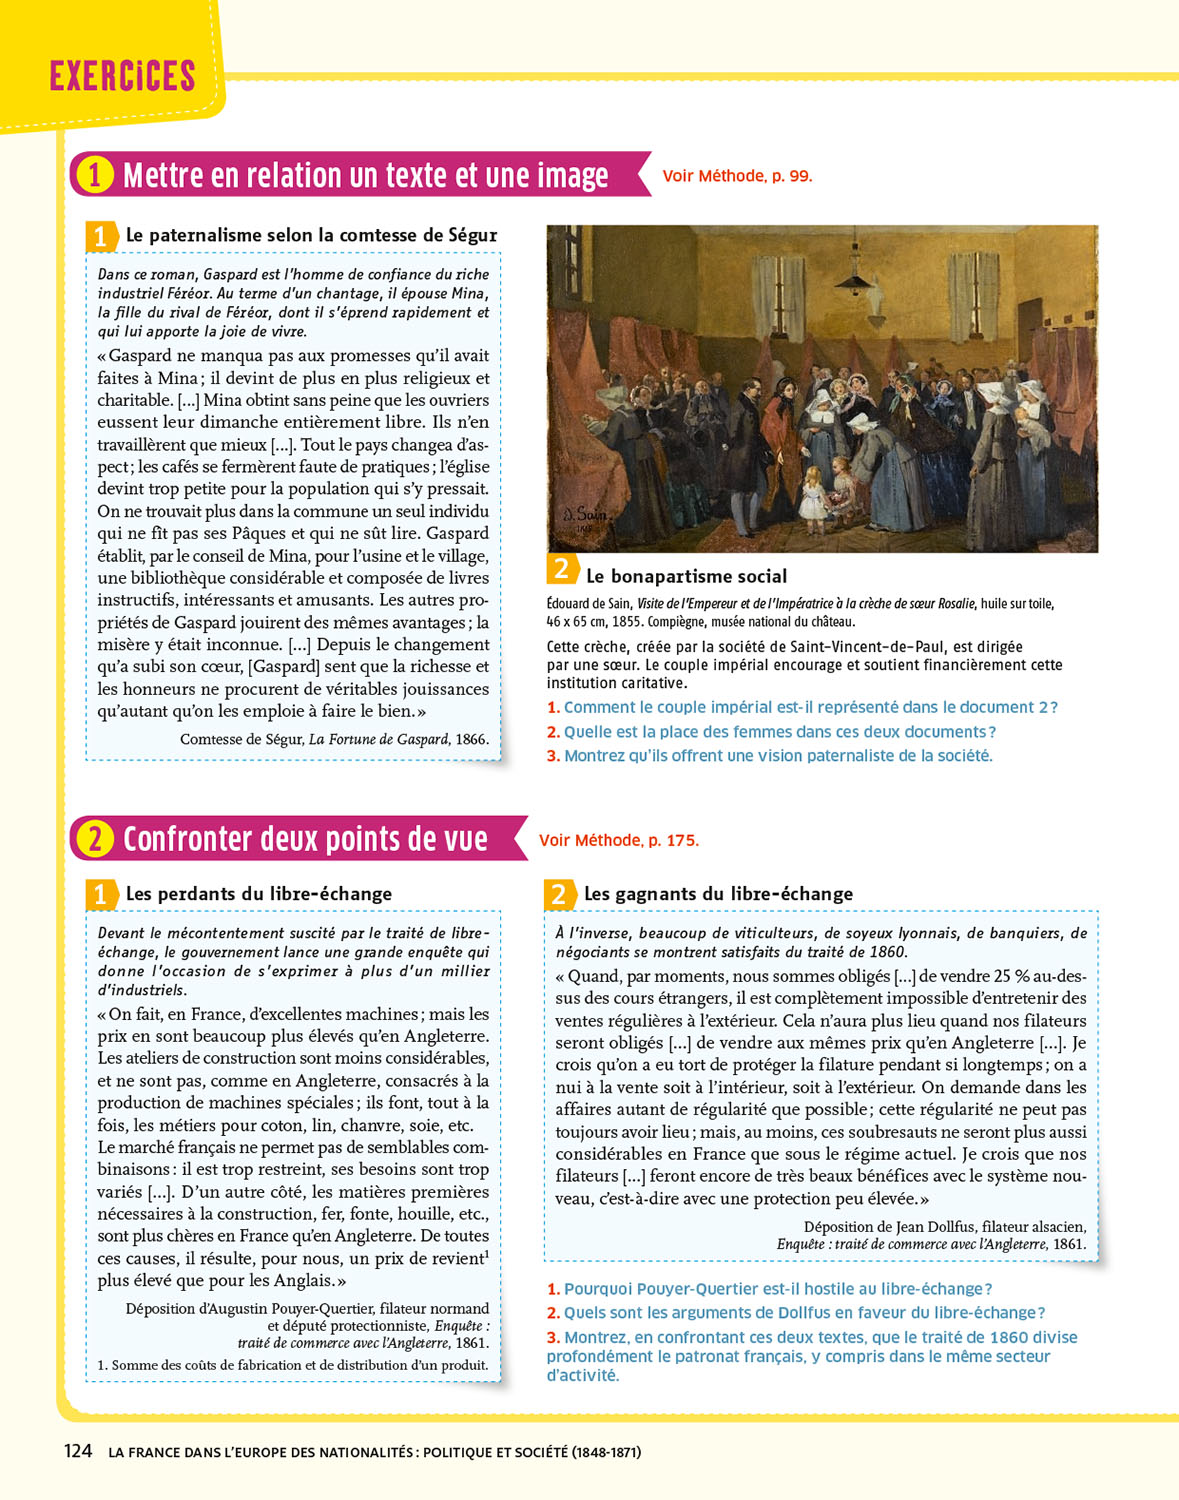 EXERCICES
1 Mettre en relation un texte et une image
Voir Méthode, p. 99.
1 Le paternalisme selon la comtesse de Ségur
Dans ce roman, Gaspard est l'homme de confiance du riche
industriel Féréor. Au terme d'un chantage, il épouse Mina,
la fille du rival de Féréor, dont il s'éprend rapidement et
qui lui apporte la joie de vivre.
« Gaspard ne manqua pas aux promesses qu'il avait
faites à Mina ; il devint de plus en plus religieux et
charitable. [...] Mina obtint sans peine que les ouvriers
eussent leur dimanche entièrement libre. Ils n'en
travaillèrent que mieux [...]. Tout le pays changea d'as-
pect ; les cafés se fermèrent faute de pratiques ; l'église
devint trop petite pour la population qui s'y pressait.
On ne trouvait plus dans la commune un seul individu
qui ne fît pas ses Pâques et qui ne sût lire. Gaspard
établit, par le conseil de Mina, pour l'usine et le village,
une bibliothèque considérable et composée de livres
instructifs, intéressants et amusants. Les autres pro-
priétés de Gaspard jouirent des mêmes avantages ; la
misère y était inconnue. [...] Depuis le changement
qu'a subi son cœur, [Gaspard] sent que la richesse et
les honneurs ne procurent de véritables jouissances
qu'autant qu'on les emploie à faire le bien. »
Comtesse de Ségur, La Fortune de Gaspard, 1866.
D. Sain.
2 Le bonapartisme social
Édouard de Sain, Visite de l'Empereur et de l'Impératrice à la crèche de sœur Rosalie, huile sur toile,
46 x 65 cm, 1855. Compiègne, musée national du château.
Cette crèche, créée par la société de Saint-Vincent-de-Paul, est dirigée
par une sœur. Le couple impérial encourage et soutient financièrement cette
institution caritative.
1. Comment le couple impérial est-il représenté dans le document 2 ?
2. Quelle est la place des femmes dans ces deux documents ?
3. Montrez qu'ils offrent une vision paternaliste de la société.
2 Confronter deux points de vue
Voir Méthode, p. 175.
1 Les perdants du libre-échange
Devant le mécontentement suscité par le traité de libre-
échange, le gouvernement lance une grande enquête qui
donne l'occasion de s'exprimer à plus d'un millier
d'industriels.
« On fait, en France, d'excellentes machines ; mais les
prix en sont beaucoup plus élevés qu'en Angleterre.
Les ateliers de construction sont moins considérables,
et ne sont pas, comme en Angleterre, consacrés à la
production de machines spéciales ; ils font, tout à la
fois, les métiers pour coton, lin, chanvre, soie, etc.
Le marché français ne permet pas de semblables com-
binaisons : il est trop restreint, ses besoins sont trop
variés [...]. D'un autre côté, les matières premières
nécessaires à la construction, fer, fonte, houille, etc.,
sont plus chères en France qu'en Angleterre. De toutes
ces causes, il résulte, pour nous, un prix de revient¹
plus élevé que pour les Anglais. »
Déposition d'Augustin Pouyer-Quertier, filateur normand
et député protectionniste, Enquête :
traité de commerce avec l'Angleterre, 1861.
1. Somme des coûts de fabrication et de distribution d'un produit.
2 Les gagnants du libre-échange
À l'inverse, beaucoup de viticulteurs, de soyeux lyonnais, de banquiers, de
négociants se montrent satisfaits du traité de 1860.
« Quand, par moments, nous sommes obligés [...] de vendre 25 % au-des-
sus des cours étrangers, il est complètement impossible d'entretenir des
ventes régulières à l'extérieur. Cela n'aura plus lieu quand nos filateurs
seront obligés [...] de vendre aux mêmes prix qu'en Angleterre [...]. Je
crois qu'on a eu tort de protéger la filature pendant si longtemps ; on a
nui à la vente soit à l'intérieur, soit à l'extérieur. On demande dans les
affaires autant de régularité que possible ; cette régularité ne peut pas
toujours avoir lieu ; mais, au moins, ces soubresauts ne seront plus aussi
considérables en France que sous le régime actuel. Je crois que nos
filateurs [...] feront encore de très beaux bénéfices avec le système nou-
veau, c'est-à-dire avec une protection peu élevée. »
Déposition de Jean Dollfus, filateur alsacien,
Enquête : traité de commerce avec l'Angleterre, 1861.
1. Pourquoi Pouyer-Quertier est-il hostile au libre-échange ?
2. Quels sont les arguments de Dollfus en faveur du libre-échange ?
3. Montrez, en confrontant ces deux textes, que le traité de 1860 divise
profondément le patronat français, y compris dans le même secteur
d'activité.
124 LA FRANCE DANS L'EUROPE DES NATIONALITÉS : POLITIQUE ET SOCIÉTÉ (1848-1871)